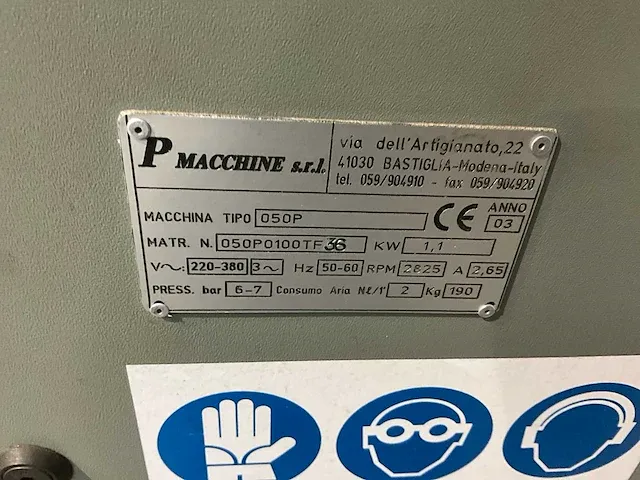 P MACCHINE s.r.l.
via dell'Artigianato,22
41030 BASTIGLIA-Modena-Italy
tel. 059/904910 - fax 059/904920
MACCHINA TIPO 050P CE ANNO 03
MATR. N. 050P0100TF36 KW 1,1
V~: 220-380 3~ Hz 50-60 RPM 2825 A 2,65
PRESS. bar 6-7 Consumo Aria Nℓ/1' 2 Kg 190